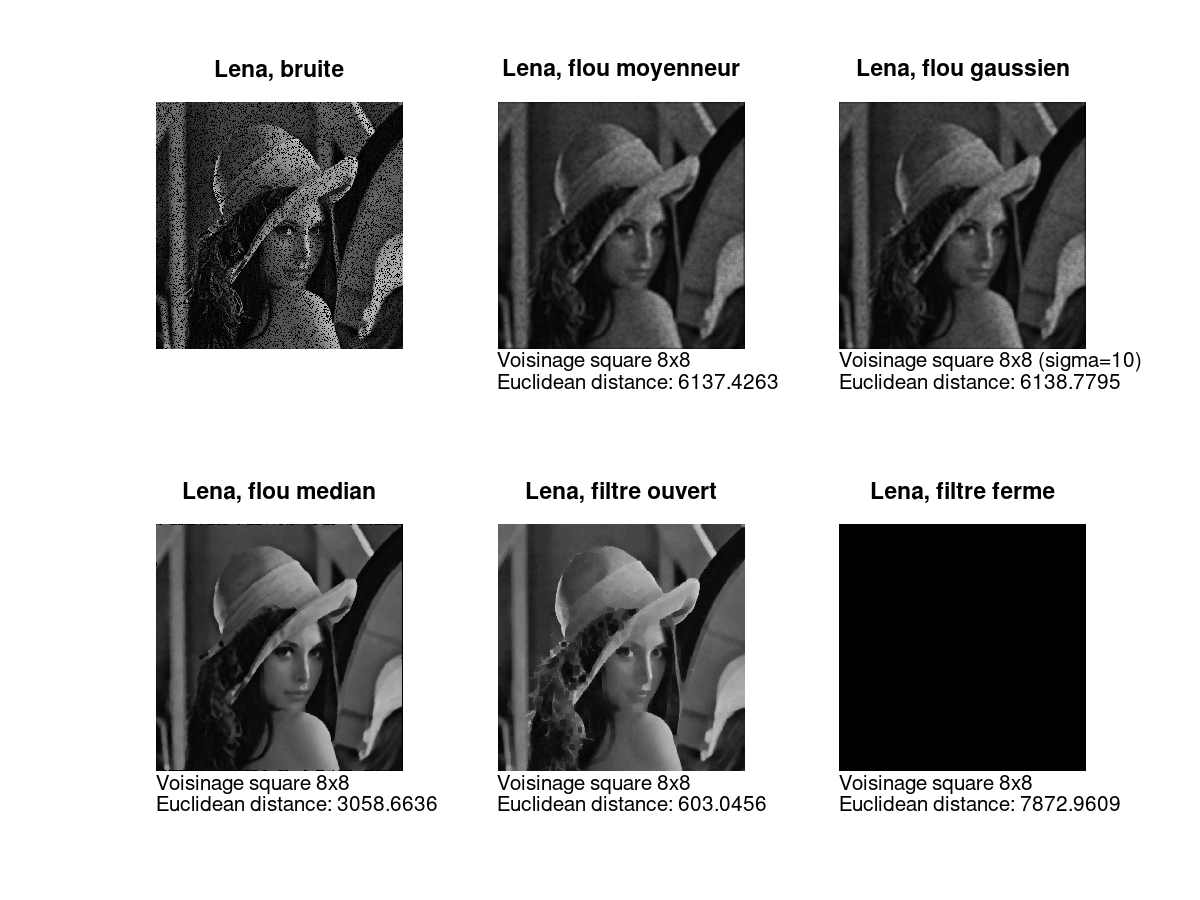 Lena, bruite
Lena, flou moyenneur
Voisinage square 8x8
Euclidean distance: 6137.4263
Lena, flou gaussien
Voisinage square 8x8 (sigma=10)
Euclidean distance: 6138.7795
Lena, flou median
Voisinage square 8x8
Euclidean distance: 3058.6636
Lena, filtre ouvert
Voisinage square 8x8
Euclidean distance: 603.0456
Lena, filtre ferme
Voisinage square 8x8
Euclidean distance: 7872.9609